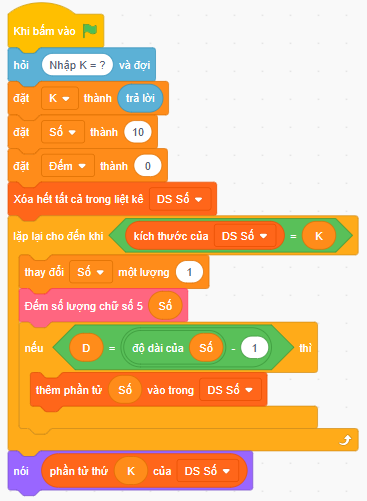 Khi bấm vào
hỏi Nhập K = ? và đợi
đặt K thành trả lời
đặt Số thành 10
đặt Đếm thành 0
Xóa hết tất cả trong liệt kê DS Số
lặp lại cho đến khi kích thước của DS Số = K
thay đổi Số một lượng 1
Đếm số lượng chữ số 5 Số
nếu D = độ dài của Số - 1 thì
thêm phần tử Số vào trong DS Số
nói phần tử thứ K của DS Số